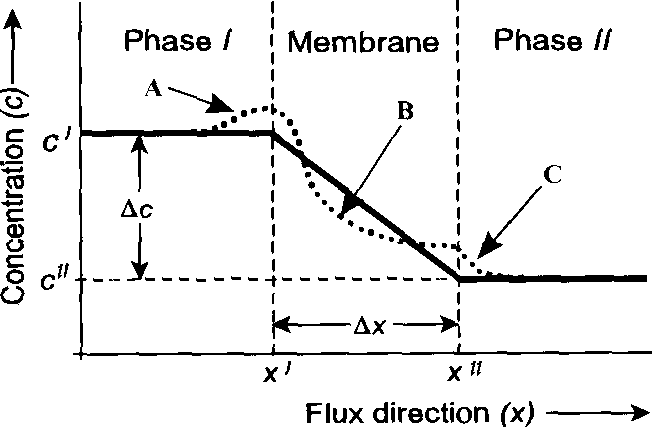 Phase I Membrane Phase II
A
B
C
Concentration (c)
c I
Δc
c II
Δx
x I
x II
Flux direction (x)